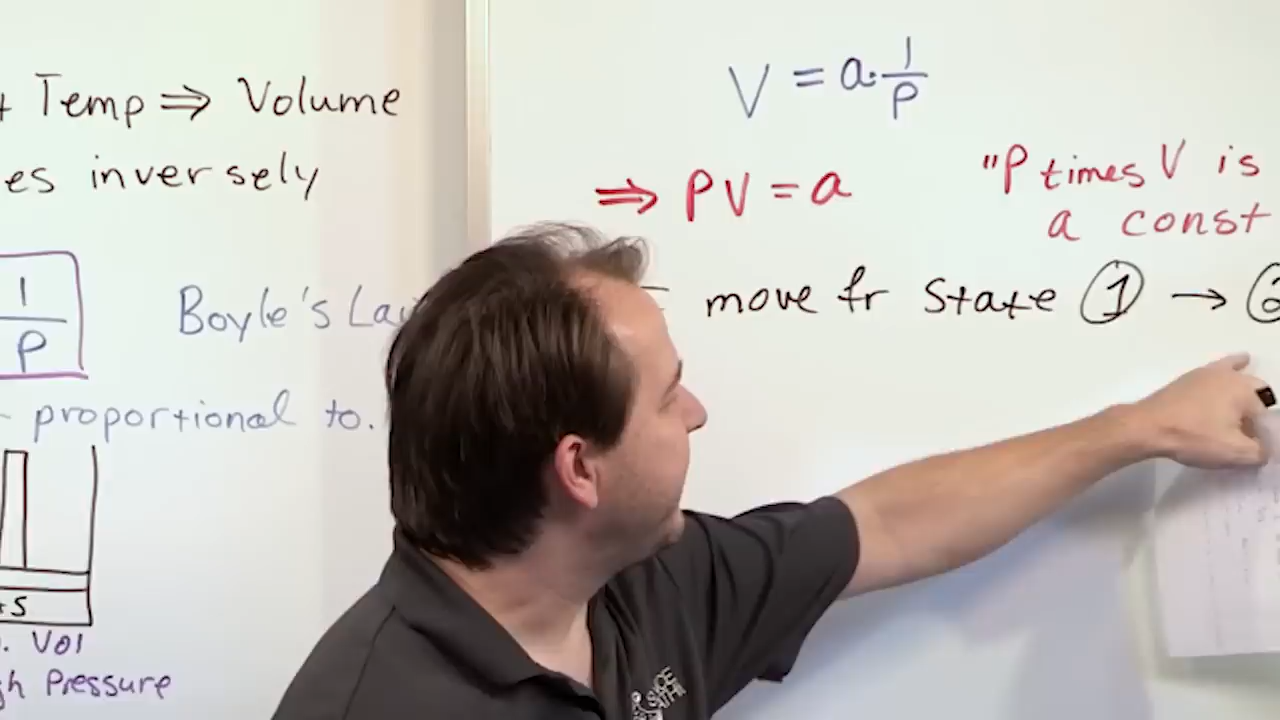 Temp ⇒ Volume
es inversely
1
P
Boyle's La
proportional to.
Vol
Pressure
V = a·1/P
⇒ PV = a
"P times V is
a const
move fr State ① → ②